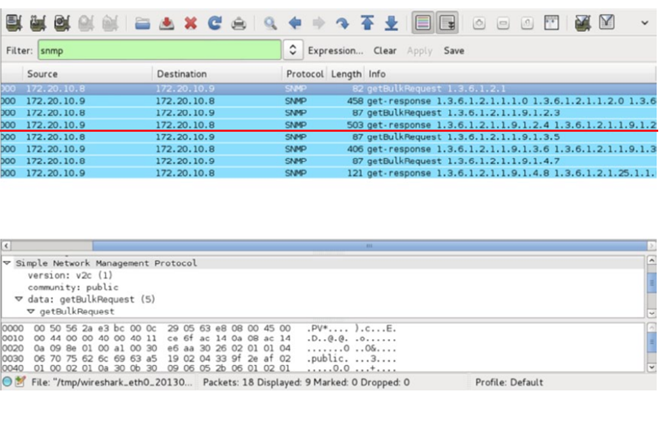 Filter: snmp Expression... Clear Apply Save
Source Destination Protocol Length Info
000 172.20.10.8 172.20.10.9 SNMP 82 getBulkRequest 1.3.6.1.2.1
000 172.20.10.9 172.20.10.8 SNMP 458 get-response 1.3.6.1.2.1.1.1.0 1.3.6.1.2.1.1.2.0 1.3.6
000 172.20.10.8 172.20.10.9 SNMP 87 getBulkRequest 1.3.6.1.2.1.1.9.1.2.3
000 172.20.10.9 172.20.10.8 SNMP 503 get-response 1.3.6.1.2.1.1.9.1.2.4 1.3.6.1.2.1.1.9.1.2
000 172.20.10.8 172.20.10.9 SNMP 87 getBulkRequest 1.3.6.1.2.1.1.9.1.3.5
000 172.20.10.9 172.20.10.8 SNMP 406 get-response 1.3.6.1.2.1.1.9.1.3.6 1.3.6.1.2.1.1.9.1.3
000 172.20.10.8 172.20.10.9 SNMP 87 getBulkRequest 1.3.6.1.2.1.1.9.1.4.7
000 172.20.10.9 172.20.10.8 SNMP 121 get-response 1.3.6.1.2.1.1.9.1.4.8 1.3.6.1.2.1.25.1.1.
Simple Network Management Protocol
version: v2c (1)
community: public
data: getBulkRequest (5)
getBulkRequest
0000 00 50 56 2a e3 bc 00 0c 29 05 63 e8 08 00 45 00 .PV*.... ).c...E.
0010 00 44 00 00 40 00 40 11 ce 6f ac 14 0a 08 ac 14 .D..@.@. .o......
0020 0a 09 8e 01 00 a1 00 30 e6 aa 30 26 02 01 01 04 .......0 ..0&....
0030 06 70 75 62 6c 69 63 a5 19 02 04 33 9f 2e af 02 .public. ...3....
0040 01 00 02 01 0a 30 0b 30 09 06 05 2b 06 01 02 01 .....0.0 ...+....
File: "/tmp/wireshark_eth0_20130... Packets: 18 Displayed: 9 Marked: 0 Dropped: 0 Profile: Default